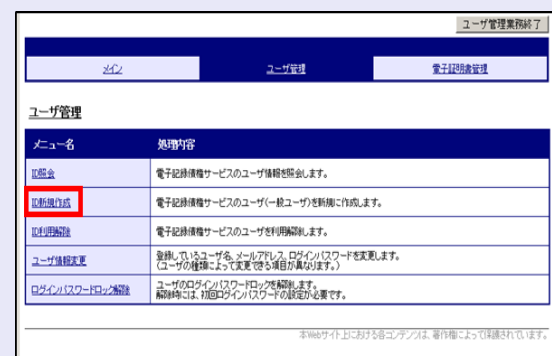 ユーザ管理業務終了
メイン
ユーザ管理
電子証明書管理
ユーザ管理
メニュー名
処理内容
ID照会
電子記録債権サービスのユーザ情報を照会します。
ID新規作成
電子記録債権サービスのユーザ(一般ユーザ)を新規に作成します。
ID利用解除
電子記録債権サービスのユーザを利用解除します。
ユーザ情報変更
登録しているユーザ名、メールアドレス、ログインパスワードを変更します。
(ユーザの種類によって変更できる項目が異なります。)
ログインパスワードロック解除
ユーザのログインパスワードロックを解除します。
解除時には、初回ログインパスワードの設定が必要です。
本Webサイト上における各コンテンツは、著作権によって保護されています。